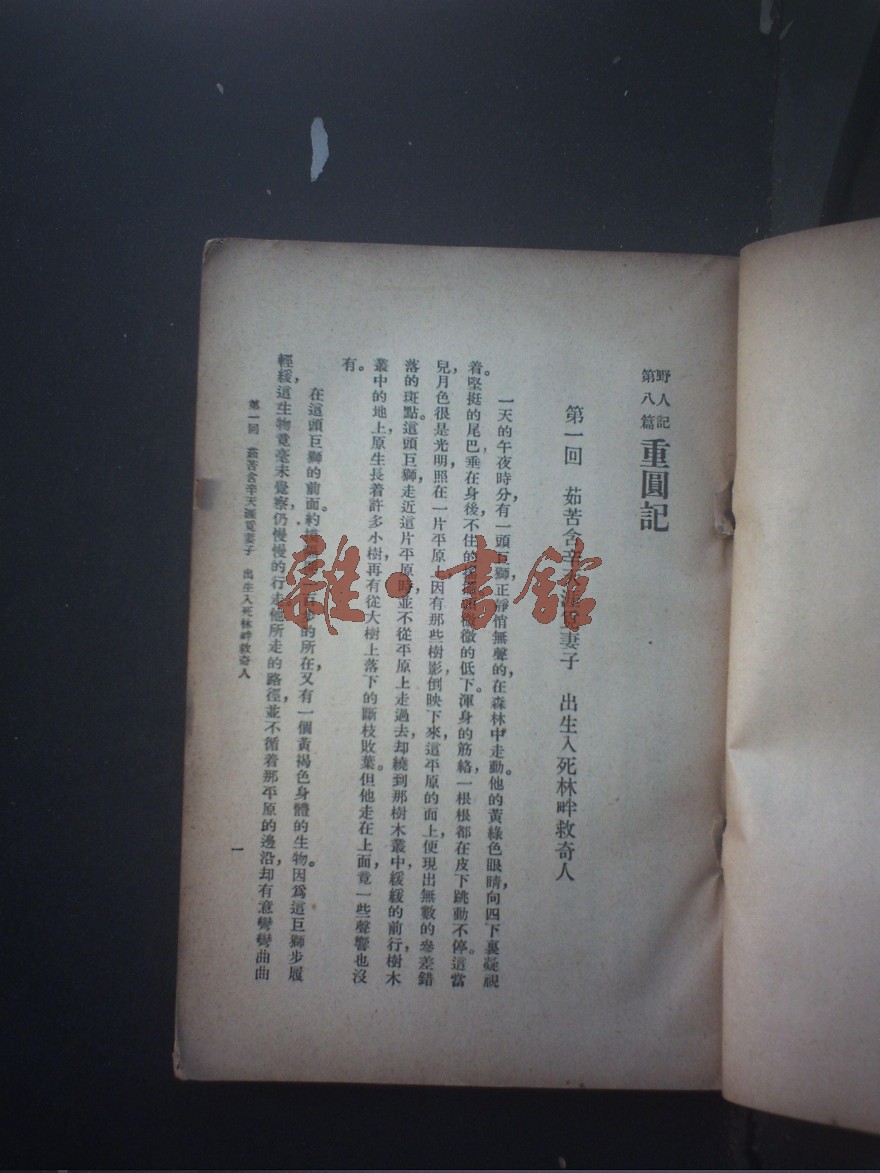 野人記
第八篇
重圓記
第一回 茹苦含辛天涯覓妻子 出生入死林畔救奇人
一天的午夜時分,有一頭巨獅,正靜悄無聲的,在森林中走動。他的黃綠色眼睛,向四下裏凝視
着。堅挺的尾巴,垂在身後,不住的 微微的低下。渾身的筋絡,一根根都在皮下跳動不停。這當
兒,月色很是光明,照在一片平原上,因有那些樹影,倒映下來,這平原的面上,便現出無數的參差錯
落的斑點。這頭巨獅,走近這片平原時,並不從平原上走過去,却繞到那樹木叢中,緩緩的前行,樹木
叢中的地上,原生長着許多小樹,再有從大樹上落下的斷枝敗葉。但他走在上面,竟一些聲響也沒
有。
在這頭巨獅的前面,約摸 步的所在,又有一個黃褐色身體的生物。因爲這巨獅步履
輕緩,這生物竟毫未覺察,仍慢慢的行走,他所走的路徑,並不循着那平原的邊沿,却有意彎彎曲曲
第一回 茹苦含辛天涯覓妻子 出生入死林畔救奇人
一
雜·書館